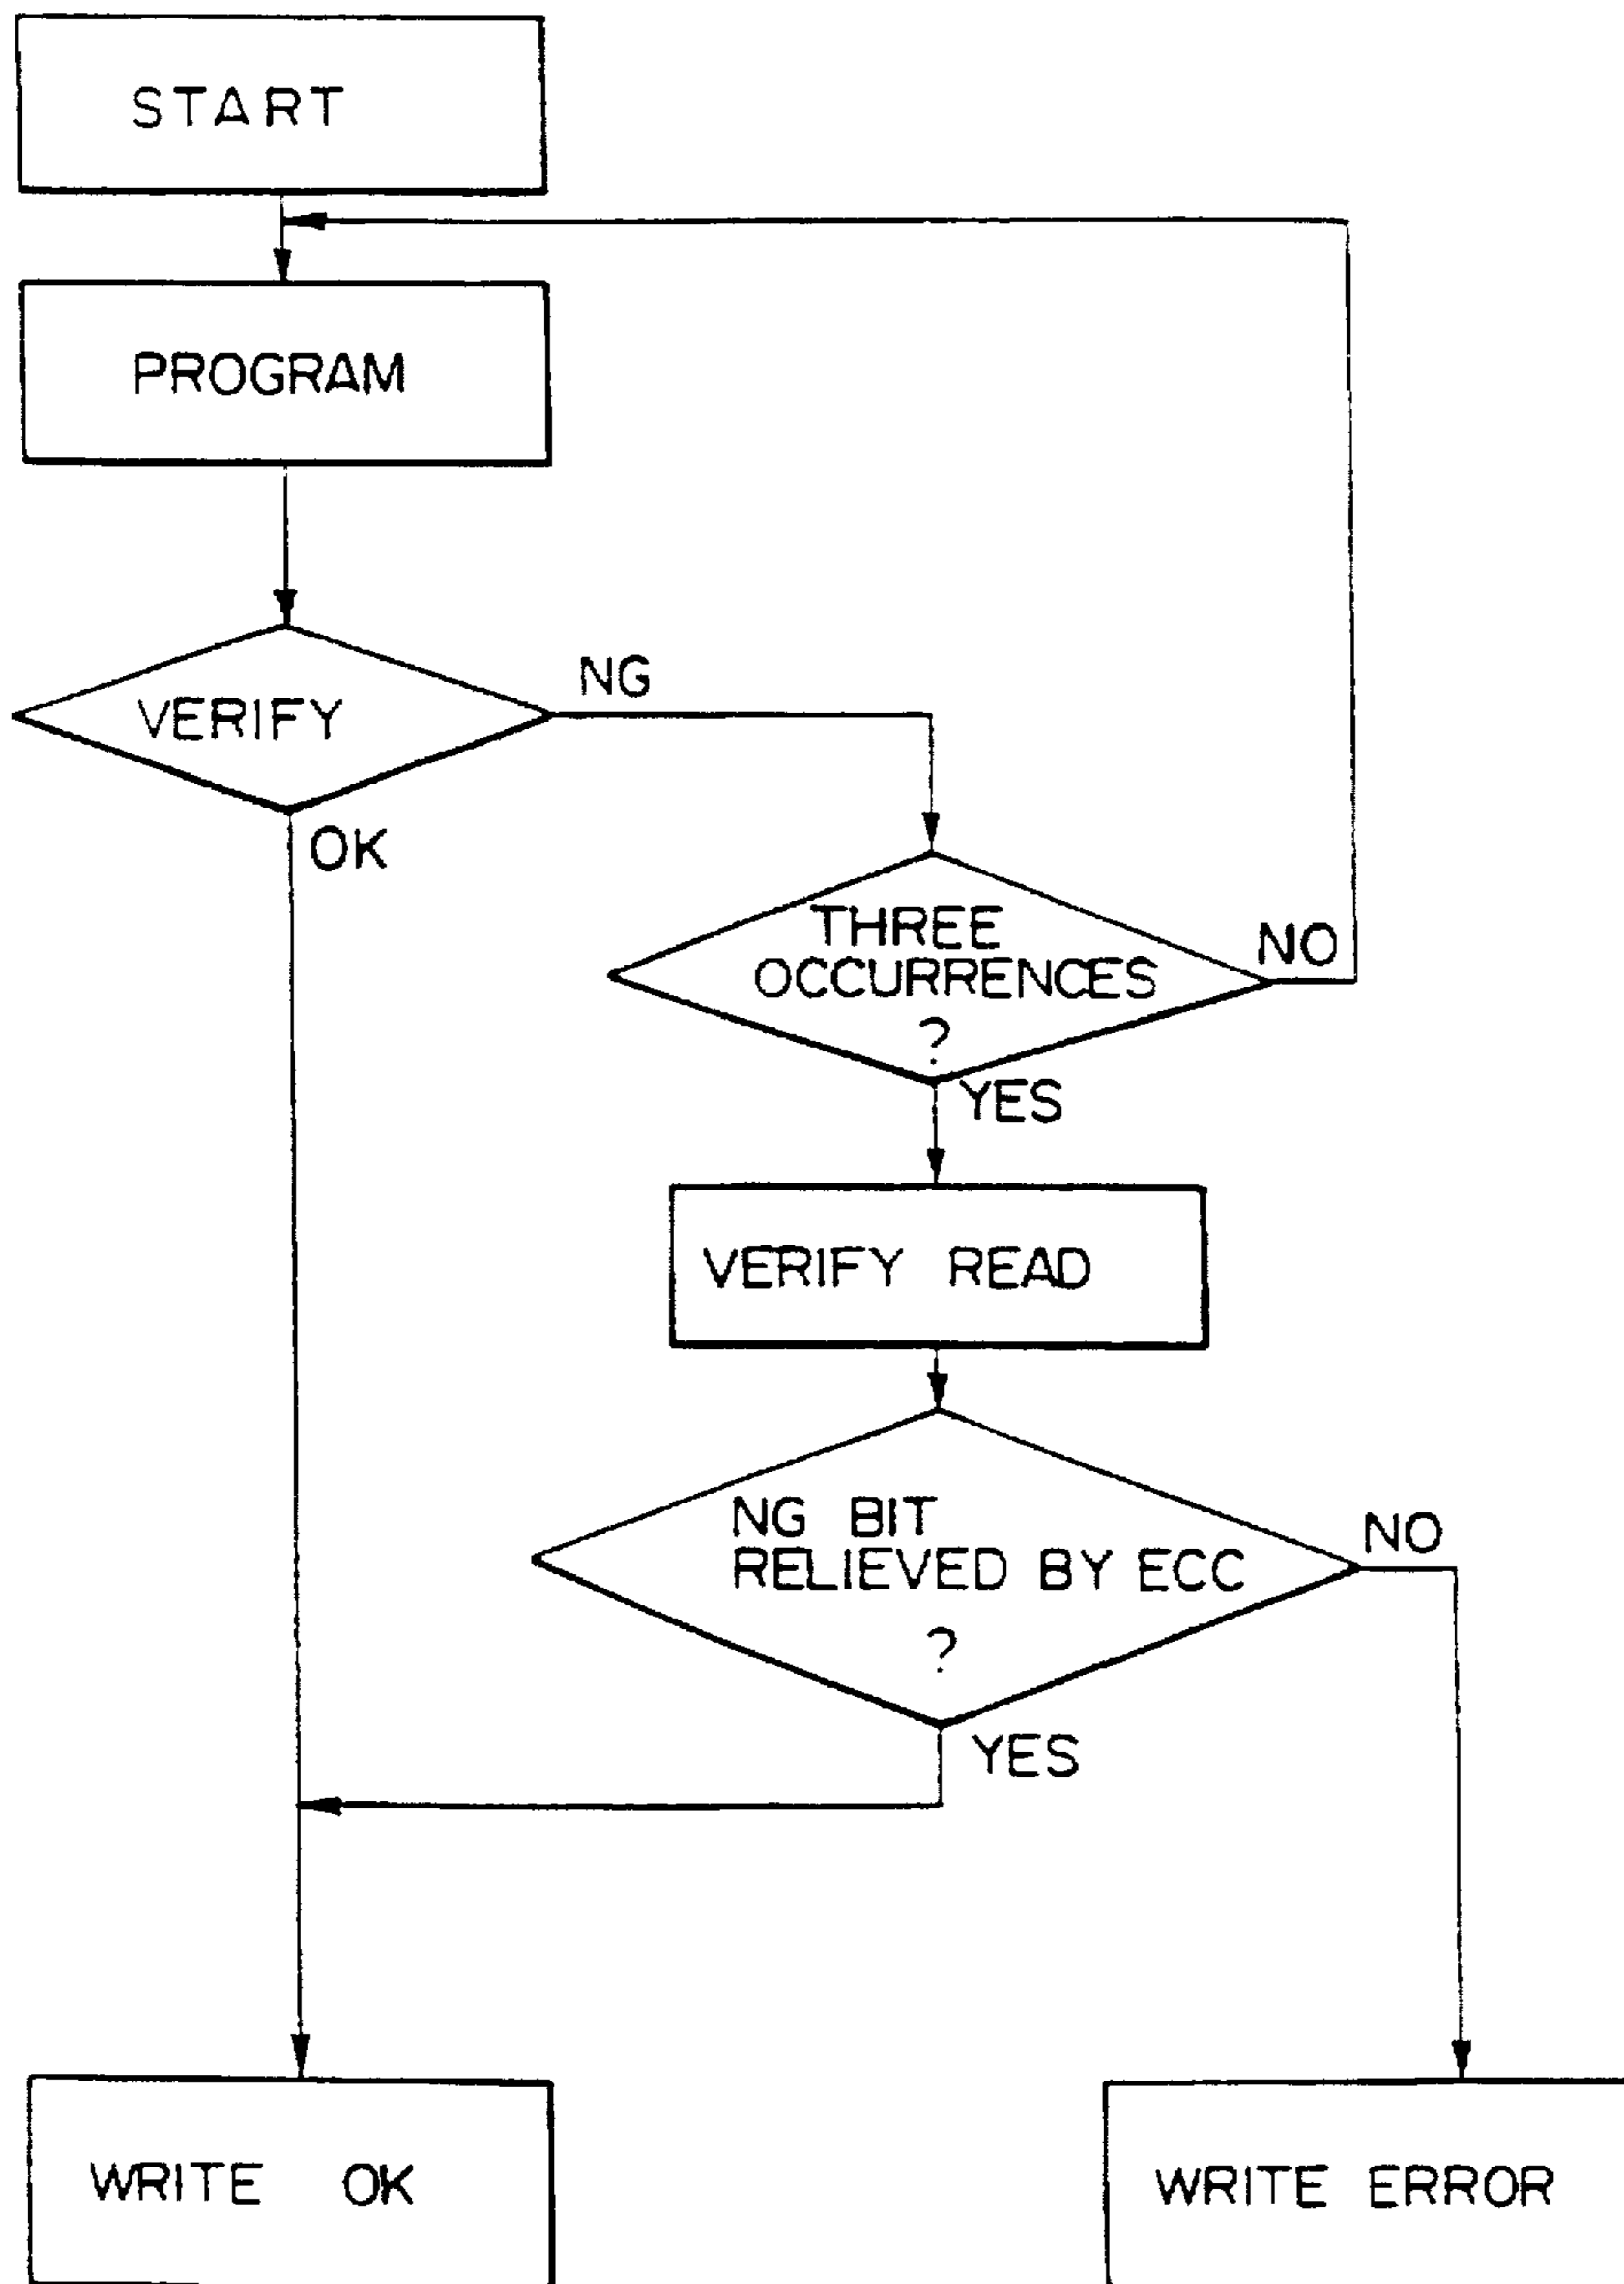 START
PROGRAM
VERIFY
NG
OK
THREE
OCCURRENCES
?
NO
YES
VERIFY READ
NG BIT
RELIEVED BY ECC
?
NO
YES
WRITE OK
WRITE ERROR